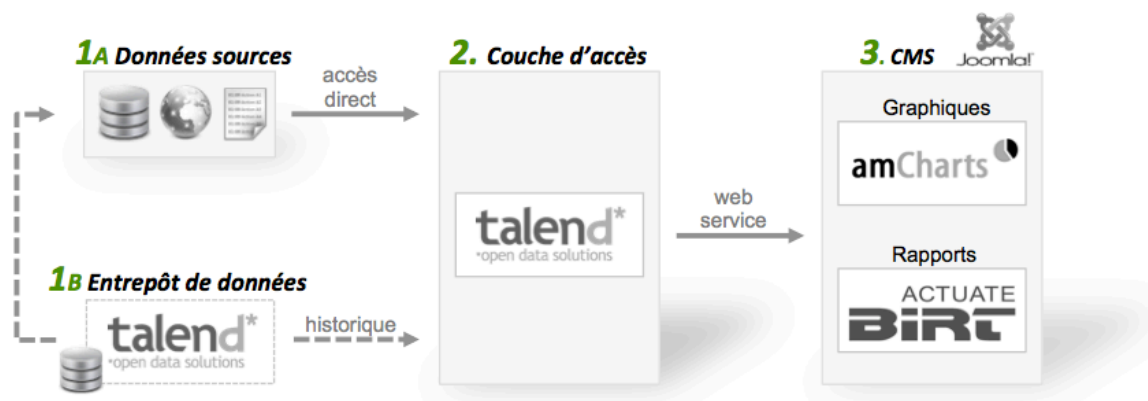 1A Données sources
accès
direct
2. Couche d'accès
talend*
•open data solutions
web
service
3. CMS
Joomla!
Graphiques
amCharts
Rapports
ACTUATE
BiRT
1B Entrepôt de données
talend*
•open data solutions
historique